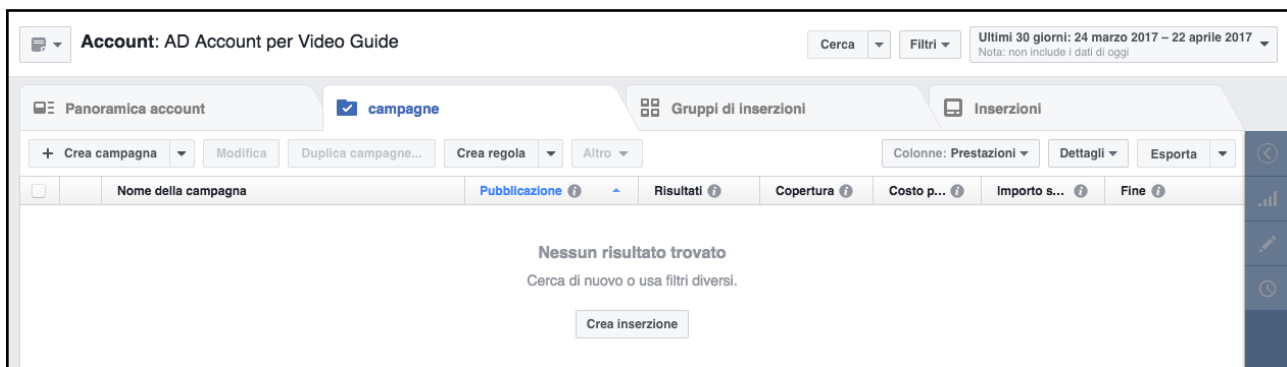 Account: AD Account per Video Guide
Cerca
Filtri
Ultimi 30 giorni: 24 marzo 2017 – 22 aprile 2017
Nota: non include i dati di oggi
Panoramica account
campagne
Gruppi di inserzioni
Inserzioni
+ Crea campagna
Modifica
Duplica campagne...
Crea regola
Altro
Colonne: Prestazioni
Dettagli
Esporta
Nome della campagna
Pubblicazione
Risultati
Copertura
Costo p...
Importo s...
Fine
Nessun risultato trovato
Cerca di nuovo o usa filtri diversi.
Crea inserzione